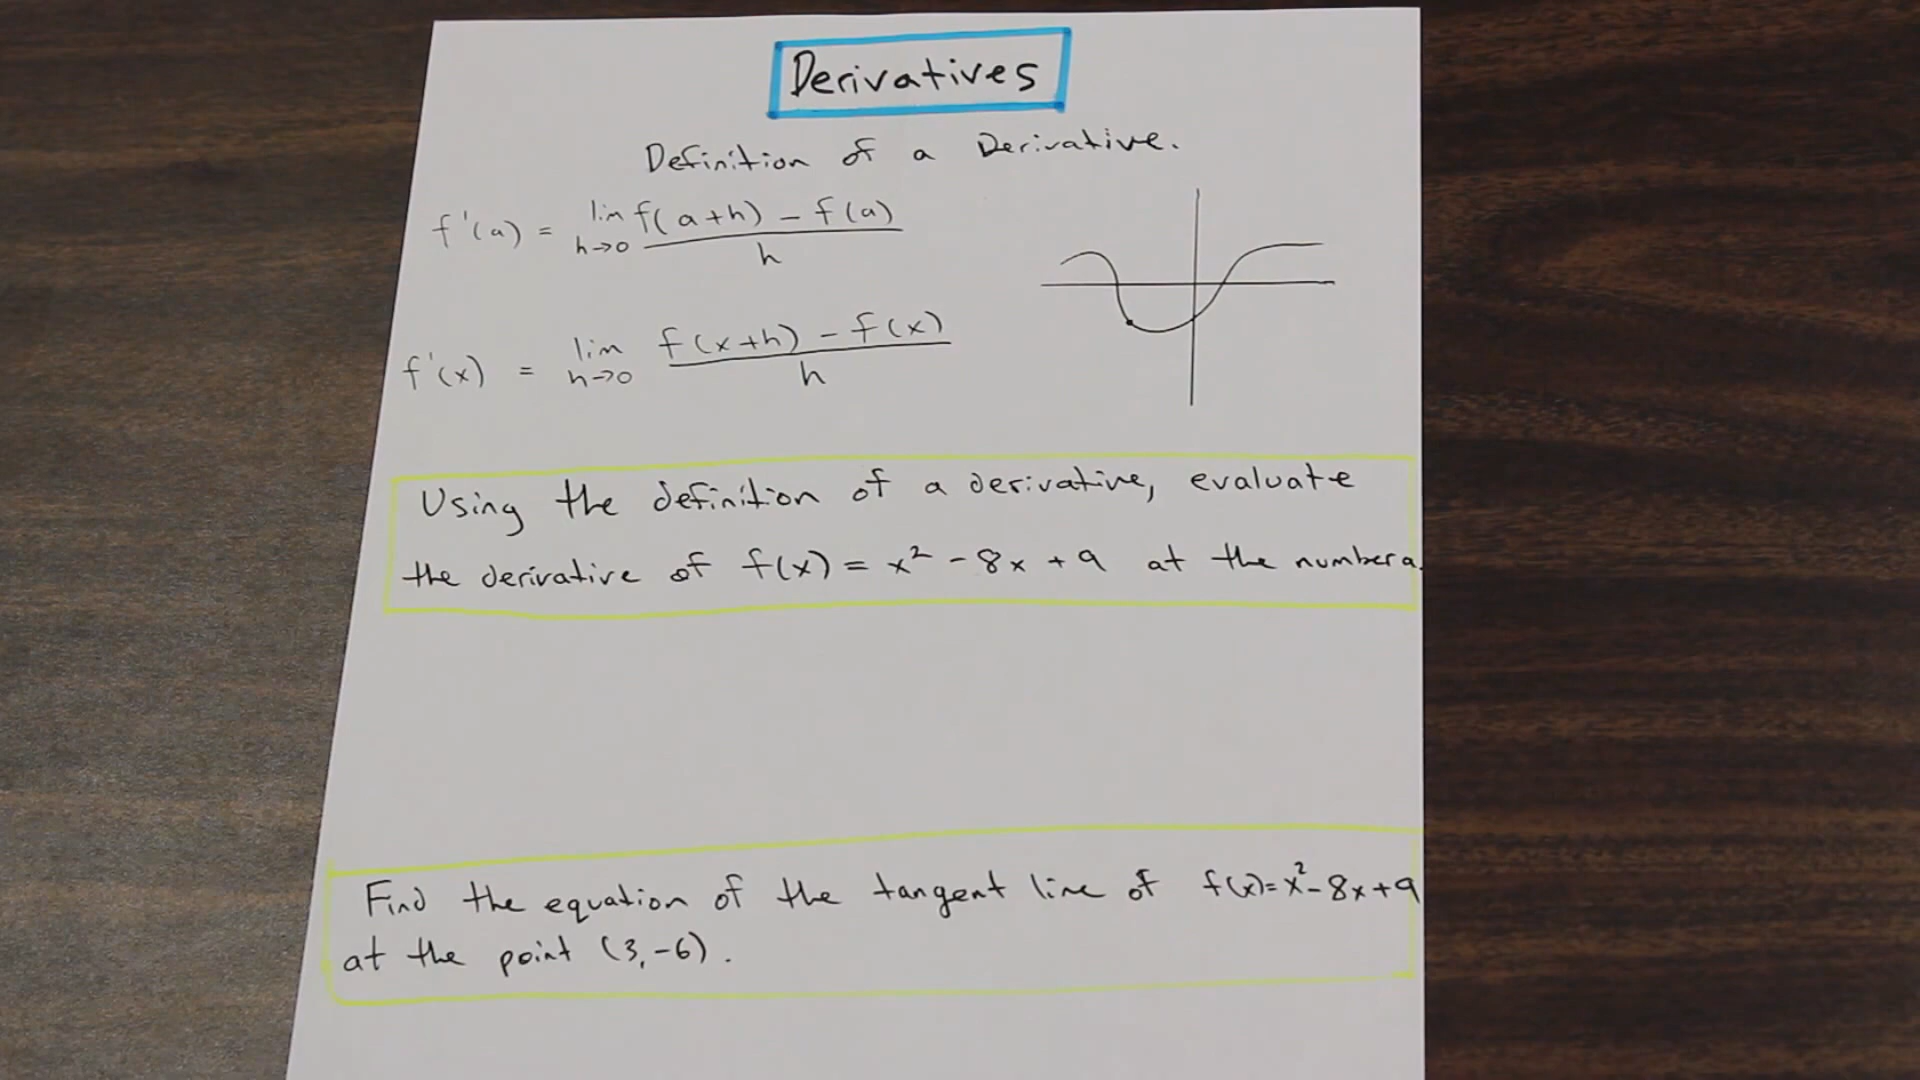 Derivatives
Definition of a Derivative.
f'(a) = lim h→0 f(a+h) - f(a) / h
f'(x) = lim h→0 f(x+h) - f(x) / h
Using the definition of a derivative, evaluate
the derivative of f(x) = x² - 8x + 9 at the number a.
Find the equation of the tangent line of f(x)=x²-8x+9
at the point (3,-6).